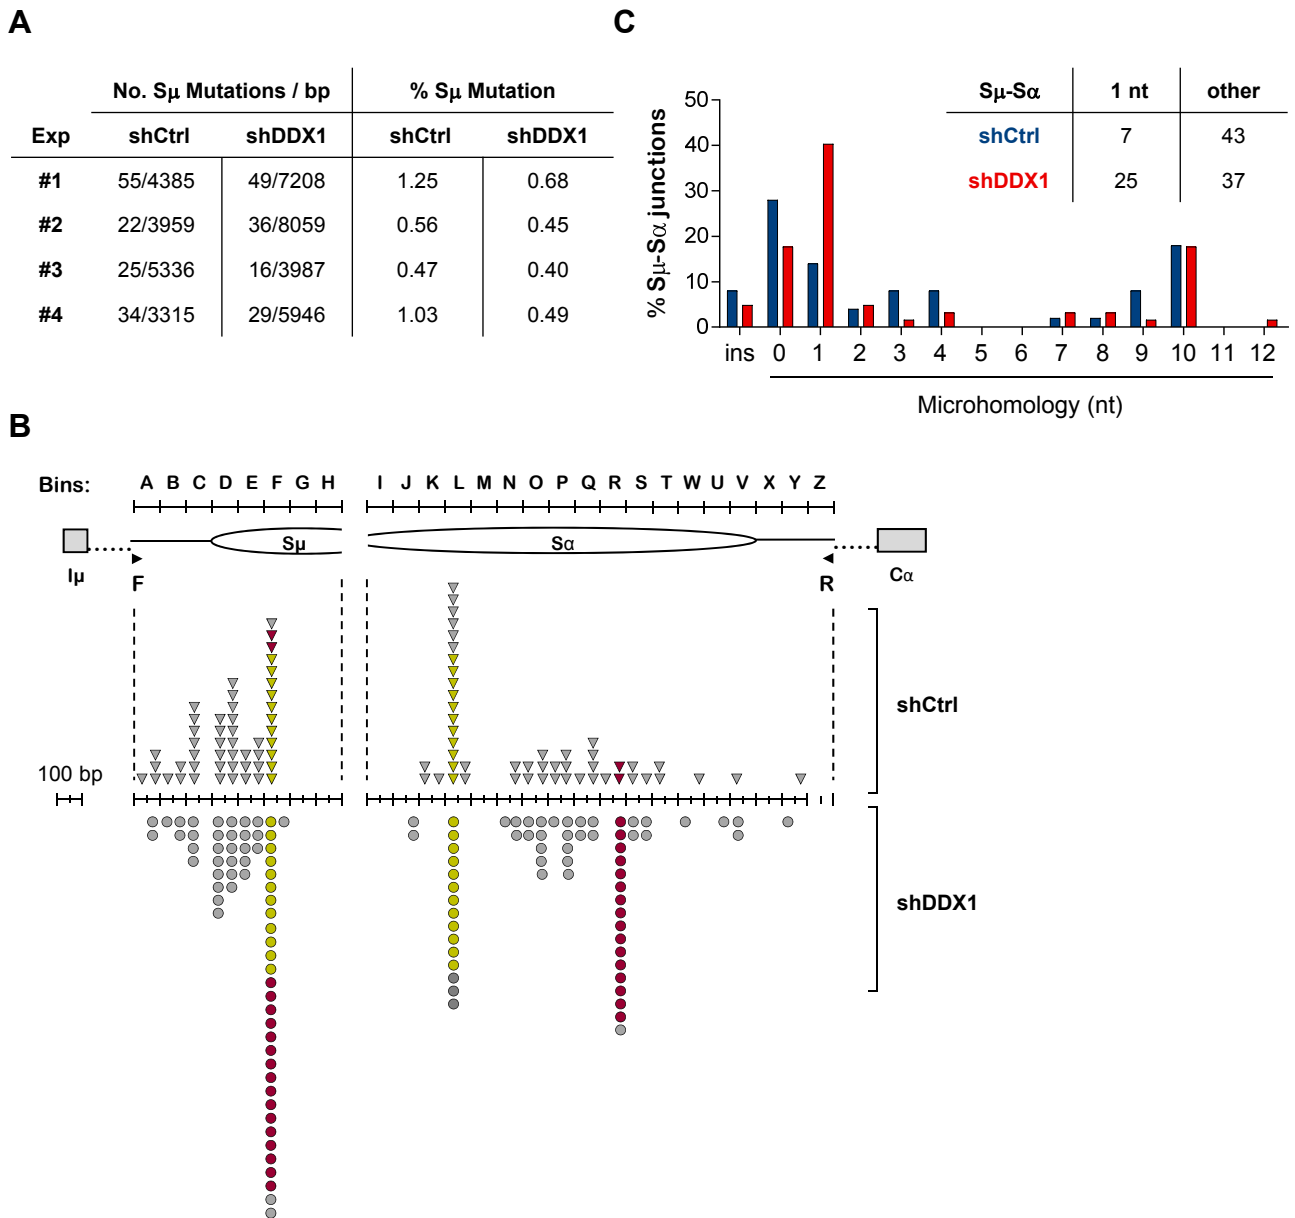 A
No. Sμ Mutations / bp % Sμ Mutation
Exp shCtrl shDDX1 shCtrl shDDX1
#1 55/4385 49/7208 1.25 0.68
#2 22/3959 36/8059 0.56 0.45
#3 25/5336 16/3987 0.47 0.40
#4 34/3315 29/5946 1.03 0.49
C
% Sμ-Sα junctions
50
40
30
20
10
0
Sμ-Sα 1 nt other
shCtrl 7 43
shDDX1 25 37
ins 0 1 2 3 4 5 6 7 8 9 10 11 12
Microhomology (nt)
B
Bins: A B C D E F G H I J K L M N O P Q R S T W U V X Y Z
Sμ Sα
Iμ Cα
F R
shCtrl
100 bp
shDDX1